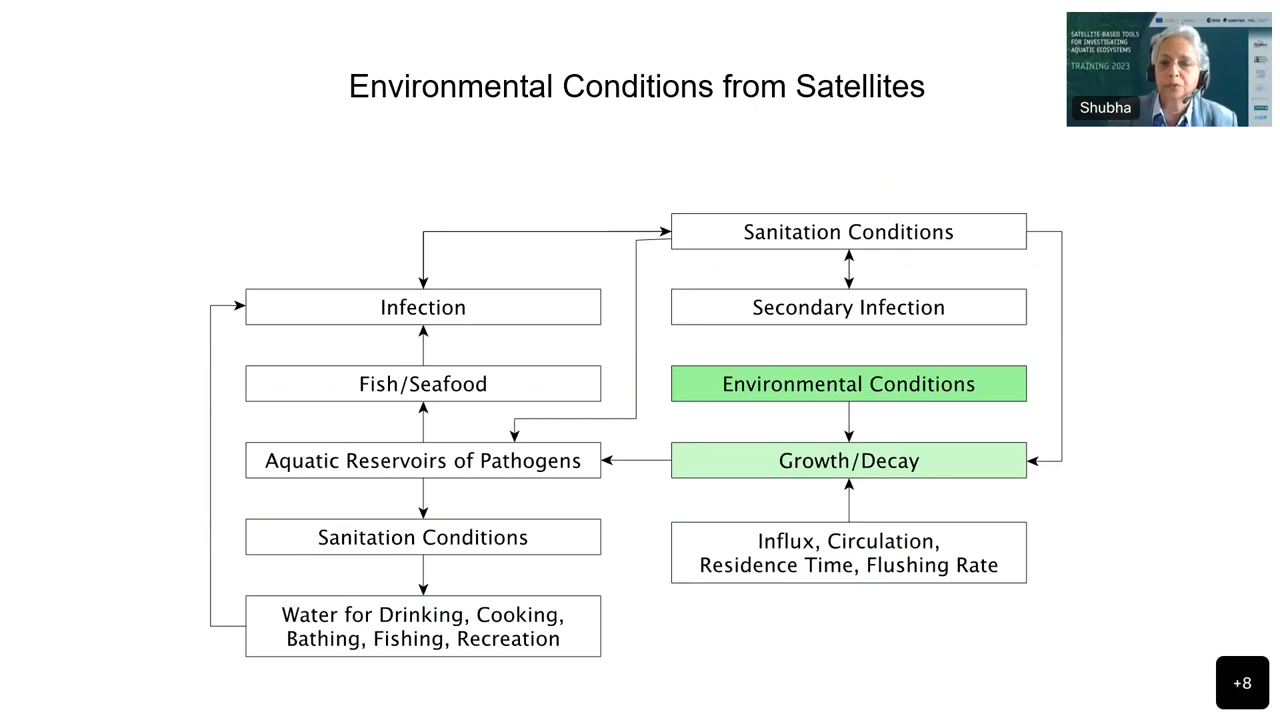 Environmental Conditions from Satellites
SATELLITE-BASED TOOLS
FOR INVESTIGATING
AQUATIC ECOSYSTEMS
TRAINING 2023
Shubha
Sanitation Conditions
Infection
Secondary Infection
Fish/Seafood
Environmental Conditions
Aquatic Reservoirs of Pathogens
Growth/Decay
Sanitation Conditions
Influx, Circulation,
Residence Time, Flushing Rate
Water for Drinking, Cooking,
Bathing, Fishing, Recreation
+8